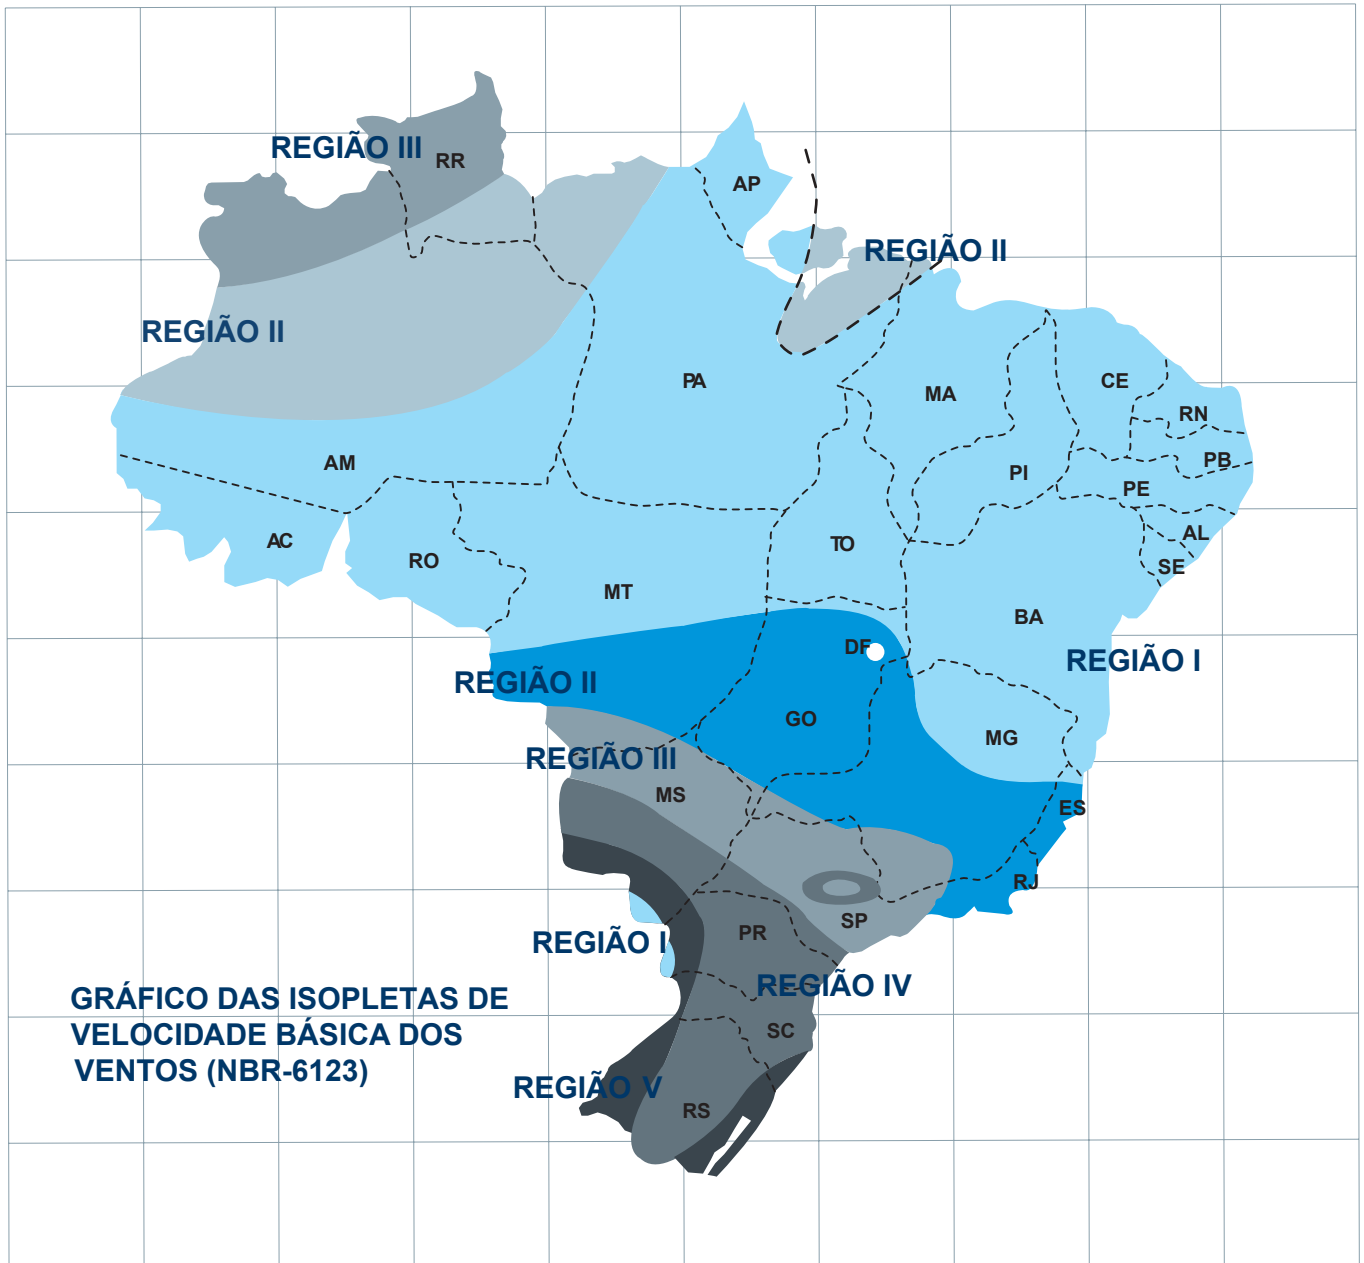 REGIÃO III
RR
AP
REGIÃO II
REGIÃO II
PA
MA
CE
RN
AM
PI
PB
PE
AC
RO
TO
AL
SE
MT
BA
DF
REGIÃO I
REGIÃO II
GO
MG
REGIÃO III
MS
ES
RJ
SP
PR
REGIÃO I
REGIÃO IV
GRÁFICO DAS ISOPLETAS DE
VELOCIDADE BÁSICA DOS
VENTOS (NBR-6123)
SC
REGIÃO V
RS